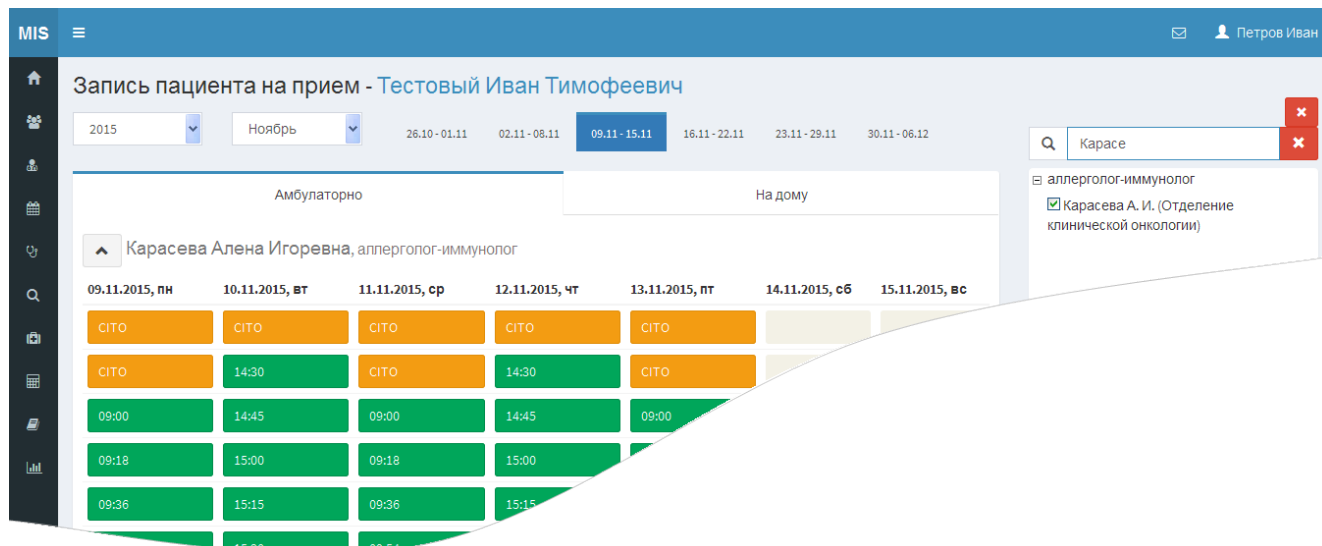 MIS
Петров Иван
Запись пациента на прием - Тестовый Иван Тимофеевич
2015 Ноябрь 26.10 - 01.11 02.11 - 08.11 09.11 - 15.11 16.11 - 22.11 23.11 - 29.11 30.11 - 06.12
Карасе
Амбулаторно На дому
аллерголог-иммунолог
Карасева А. И. (Отделение
клинической онкологии)
Карасева Алена Игоревна, аллерголог-иммунолог
09.11.2015, пн 10.11.2015, вт 11.11.2015, ср 12.11.2015, чт 13.11.2015, пт 14.11.2015, сб 15.11.2015, вс
CITO CITO CITO CITO CITO
CITO 14:30 CITO 14:30 CITO
09:00 14:45 09:00 14:45 09:00
09:18 15:00 09:18 15:00
09:36 15:15 09:36 15:15